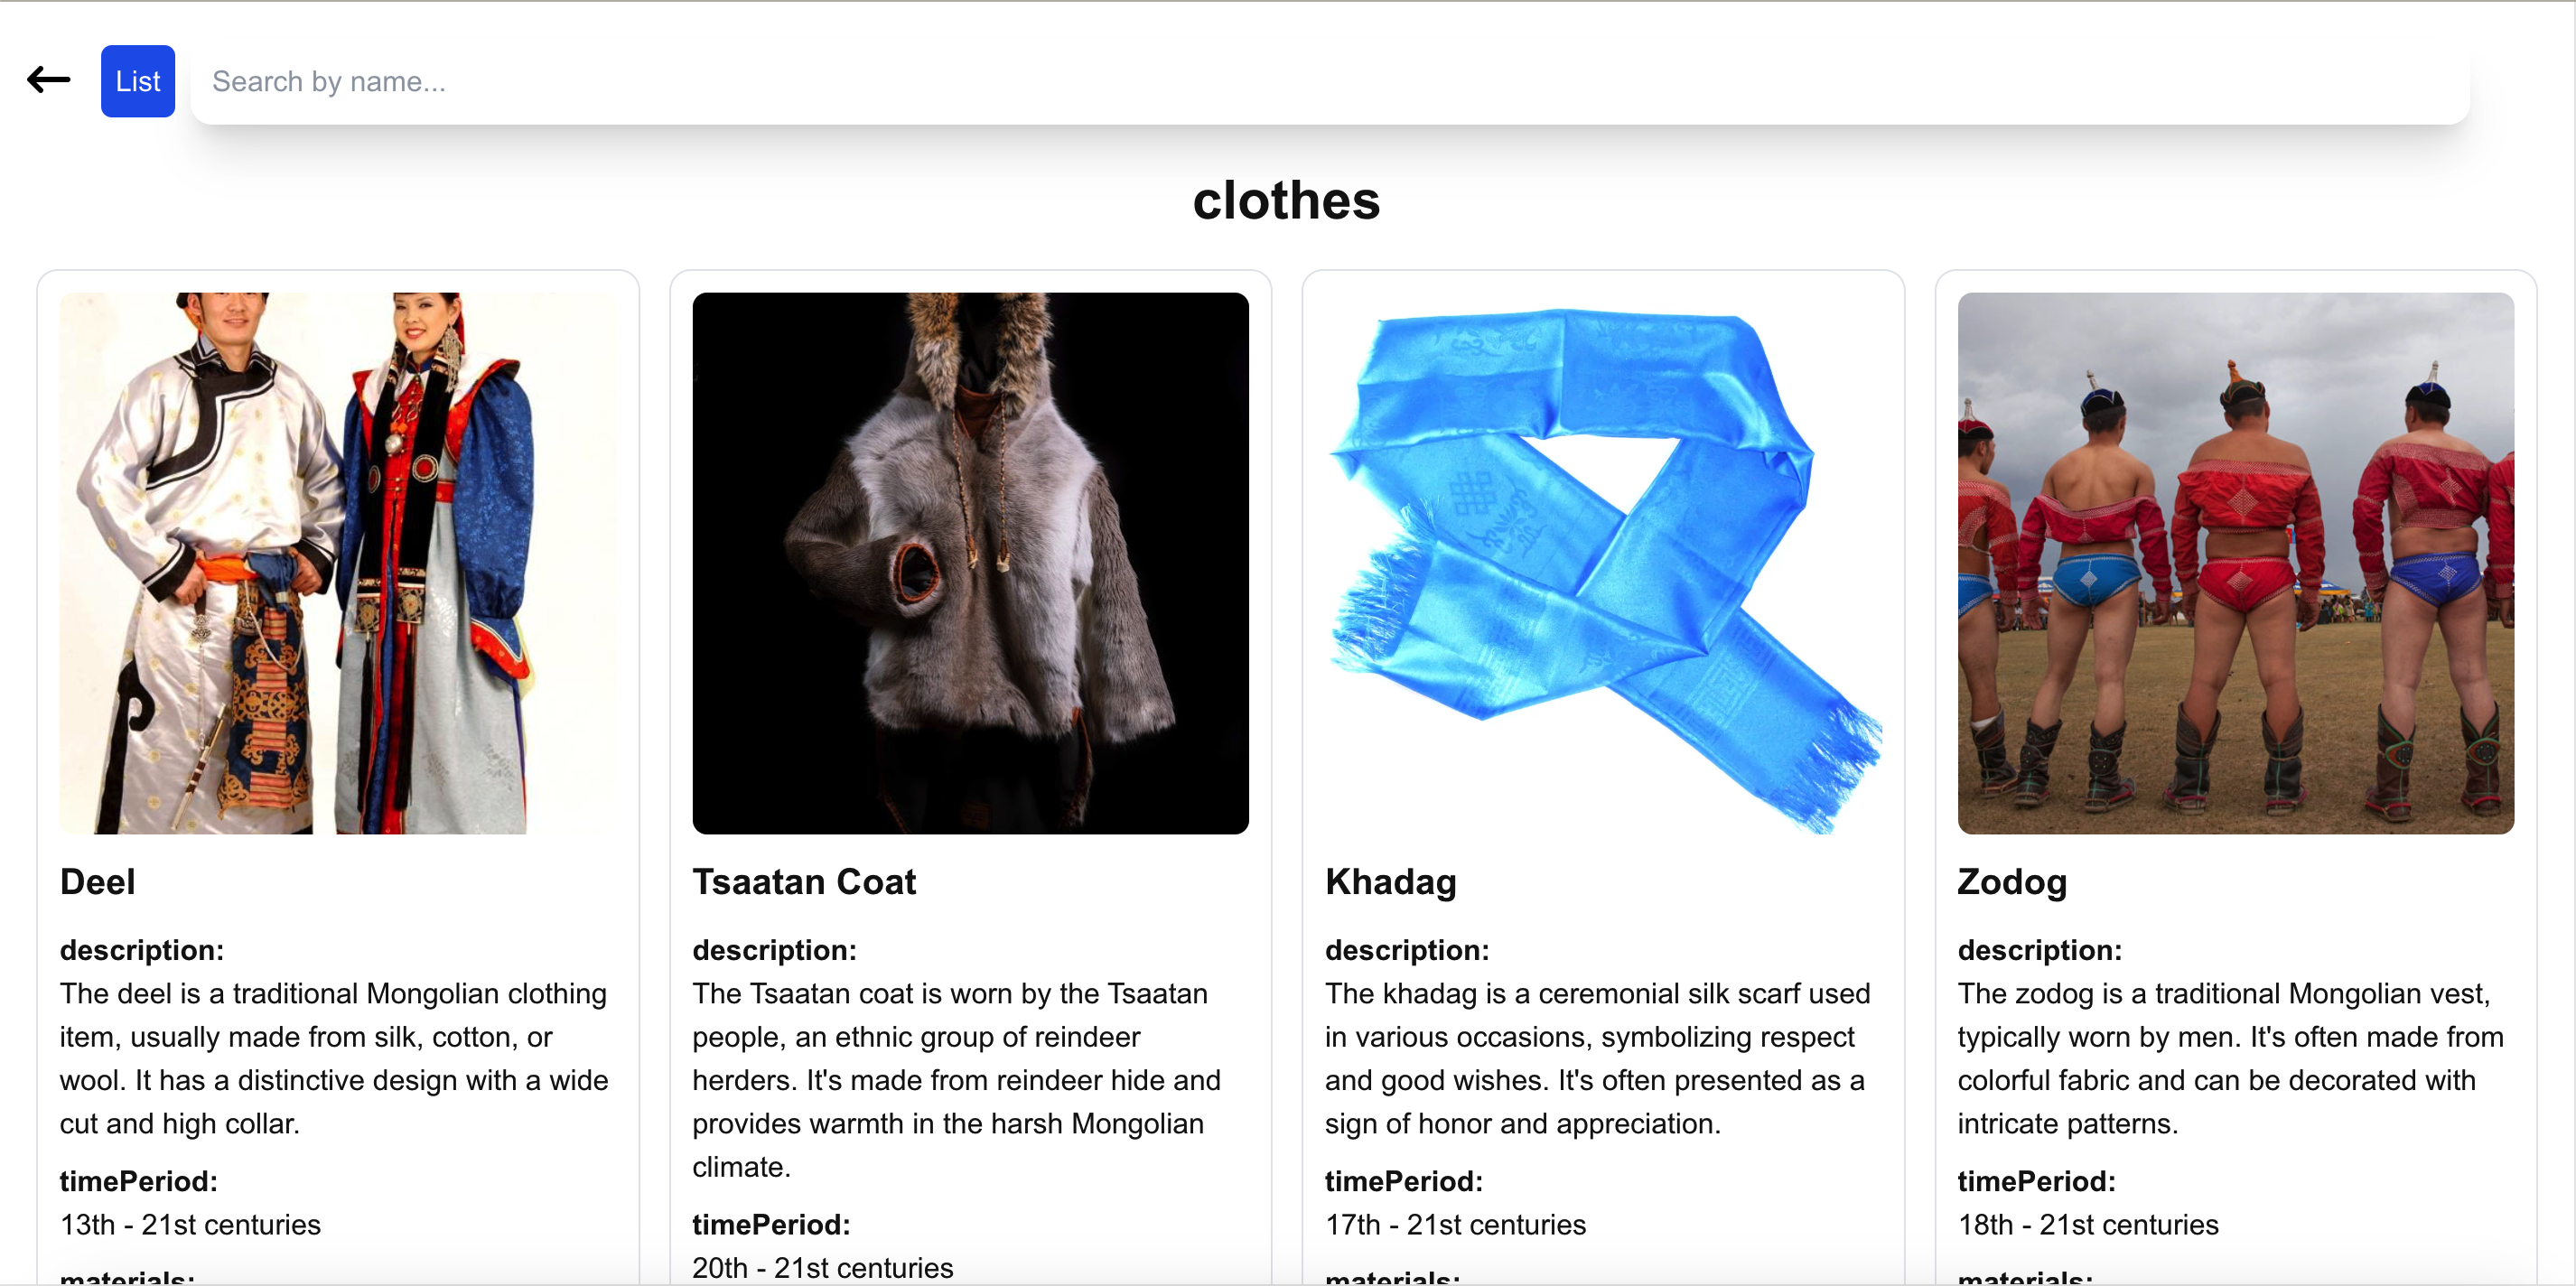 List
Search by name...
clothes
Deel
description:
The deel is a traditional Mongolian clothing
item, usually made from silk, cotton, or
wool. It has a distinctive design with a wide
cut and high collar.
timePeriod:
13th - 21st centuries
materials:
Tsaatan Coat
description:
The Tsaatan coat is worn by the Tsaatan
people, an ethnic group of reindeer
herders. It's made from reindeer hide and
provides warmth in the harsh Mongolian
climate.
timePeriod:
20th - 21st centuries
Khadag
description:
The khadag is a ceremonial silk scarf used
in various occasions, symbolizing respect
and good wishes. It's often presented as a
sign of honor and appreciation.
timePeriod:
17th - 21st centuries
materials:
Zodog
description:
The zodog is a traditional Mongolian vest,
typically worn by men. It's often made from
colorful fabric and can be decorated with
intricate patterns.
timePeriod:
18th - 21st centuries
materials: